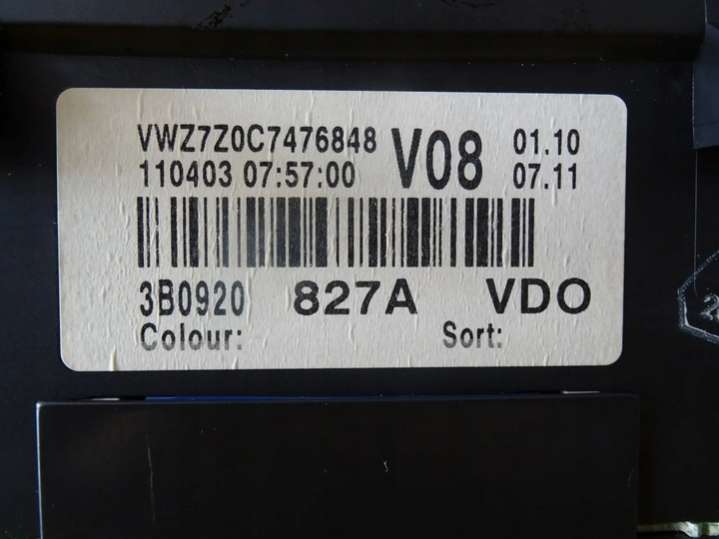 VWZ7Z0C7476848 V08 01.10
110403 07:57:00 07.11
3B0920 827A VDO
Colour: Sort: